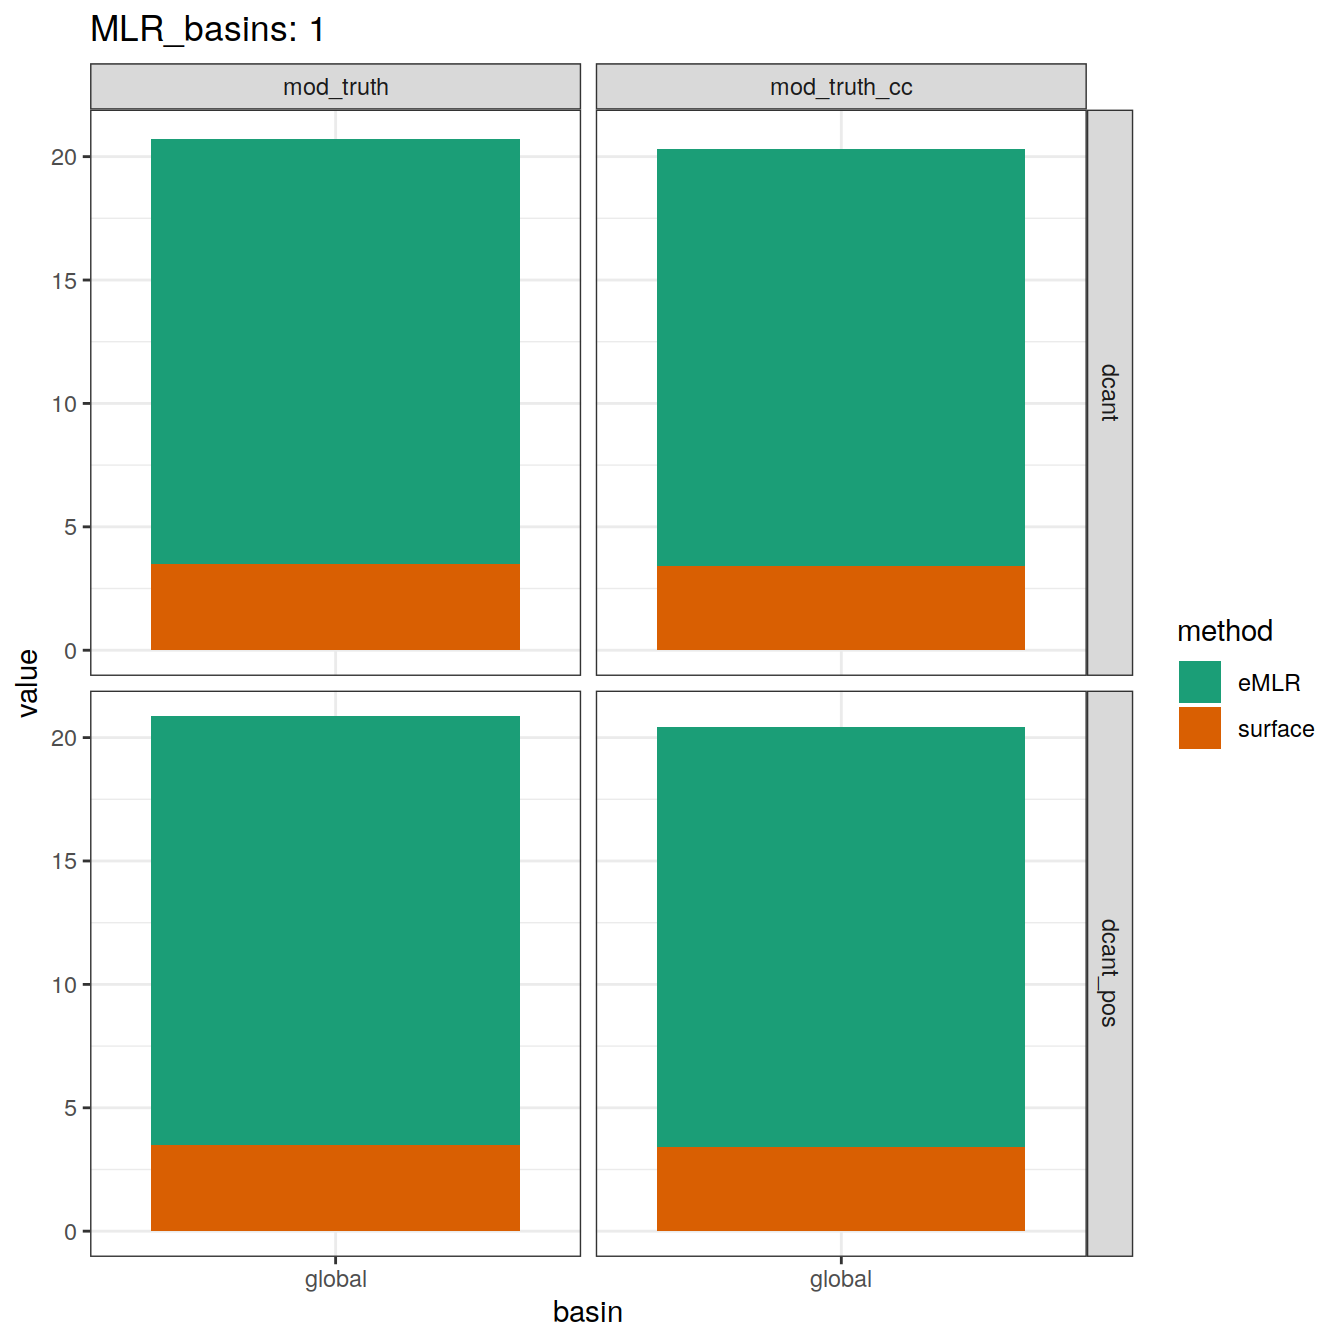 MLR_basins: 1
mod_truth
mod_truth_cc
20
15
10
5
0
dcant
20
15
10
5
0
dcant_pos
global
global
basin
value
method
eMLR
surface